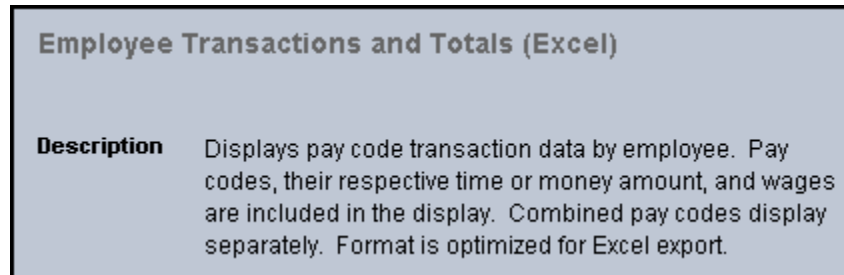 Employee Transactions and Totals (Excel)
Description Displays pay code transaction data by employee.  Pay
codes, their respective time or money amount, and wages
are included in the display.  Combined pay codes display
separately.  Format is optimized for Excel export.